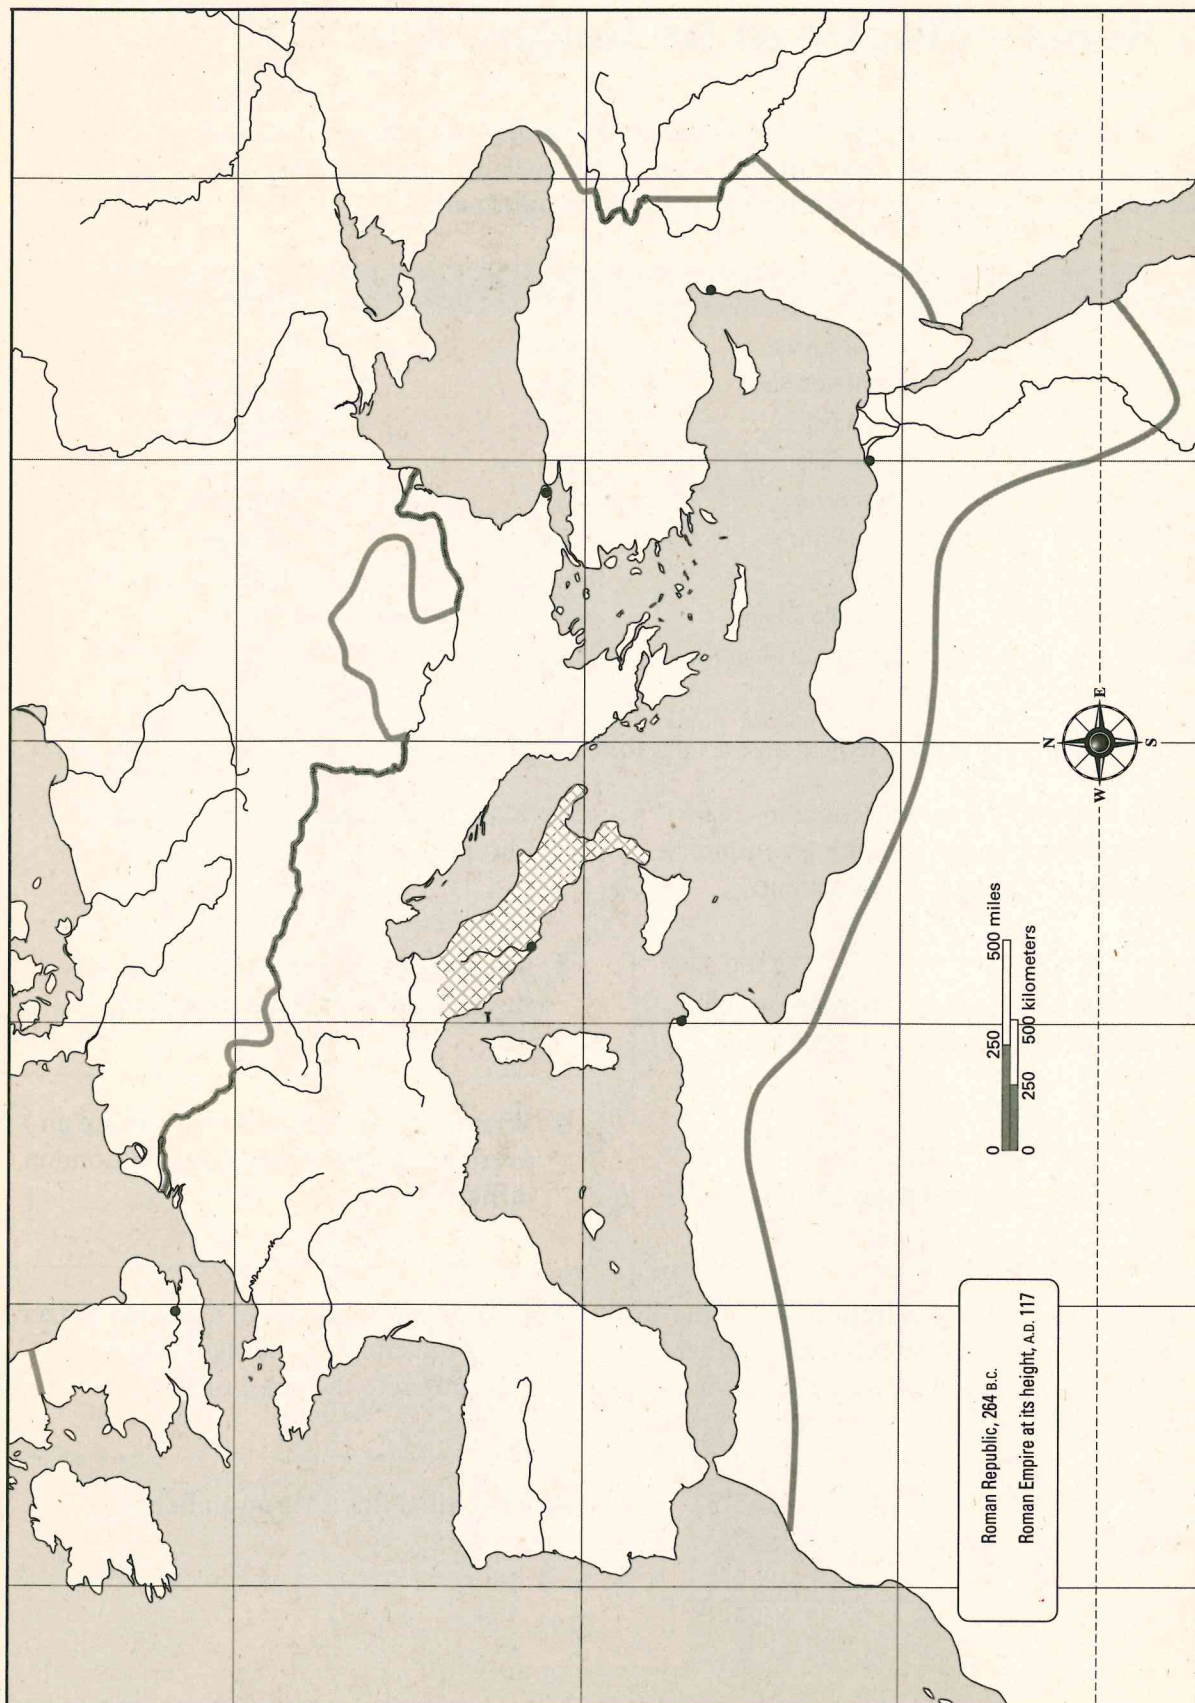 N
W
E
S
0 250 500 miles
0 250 500 kilometers
Roman Republic, 264 B.C.
Roman Empire at its height, A.D. 117